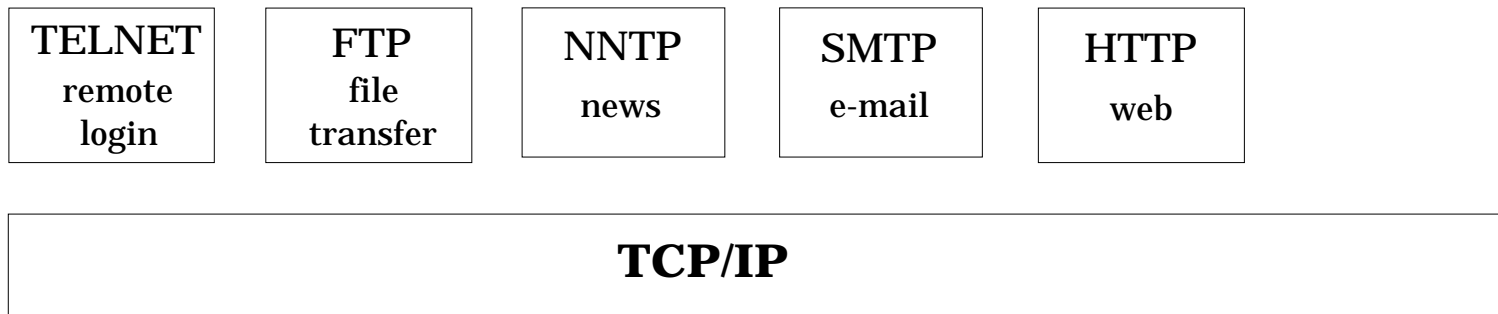 TELNET
remote
login
FTP
file
transfer
NNTP
news
SMTP
e-mail
HTTP
web
TCP/IP